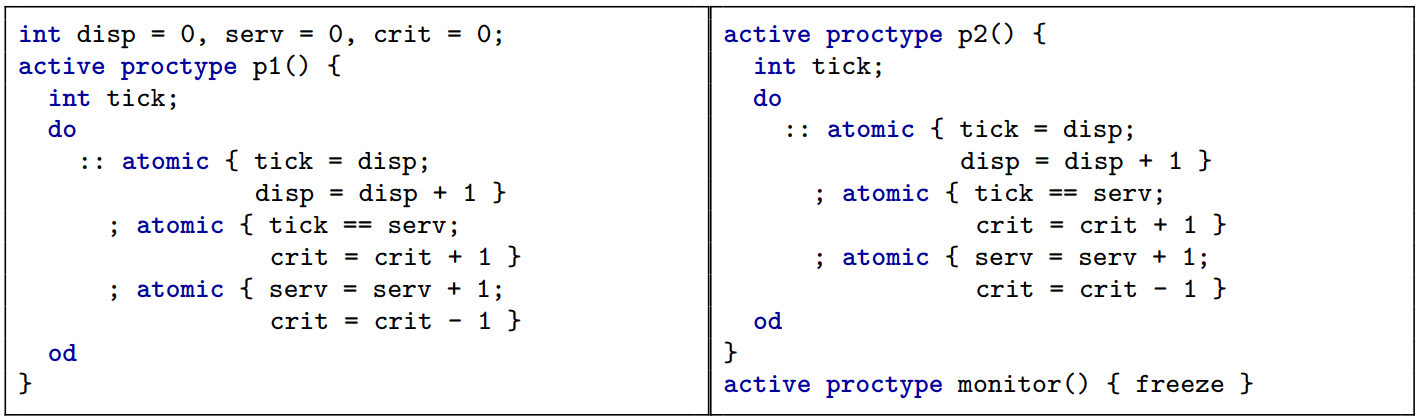 int disp = 0, serv = 0, crit = 0;
active proctype p1() {
  int tick;
  do
    :: atomic { tick = disp;
                disp = disp + 1 }
      ; atomic { tick == serv;
                 crit = crit + 1 }
      ; atomic { serv = serv + 1;
                 crit = crit - 1 }
  od
}
active proctype p2() {
  int tick;
  do
    :: atomic { tick = disp;
                disp = disp + 1 }
      ; atomic { tick == serv;
                 crit = crit + 1 }
      ; atomic { serv = serv + 1;
                 crit = crit - 1 }
  od
}
active proctype monitor() { freeze }